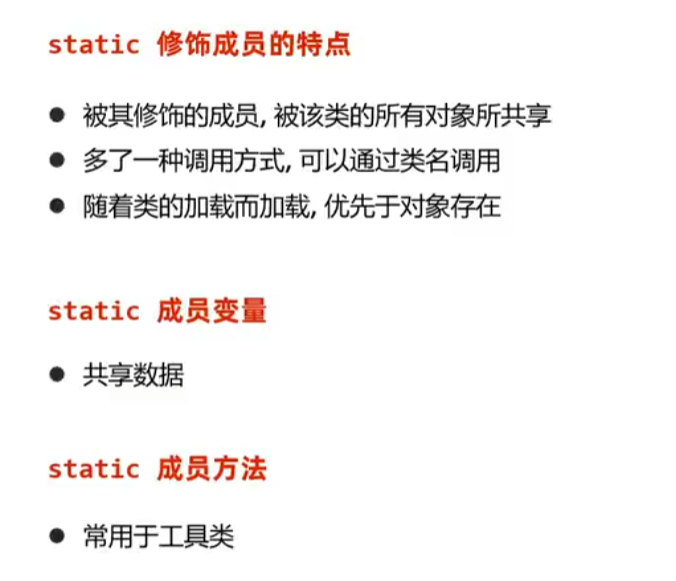 static 修饰成员的特点
● 被其修饰的成员, 被该类的所有对象所共享
● 多了一种调用方式, 可以通过类名调用
● 随着类的加载而加载, 优先于对象存在
static 成员变量
● 共享数据
static 成员方法
● 常用于工具类